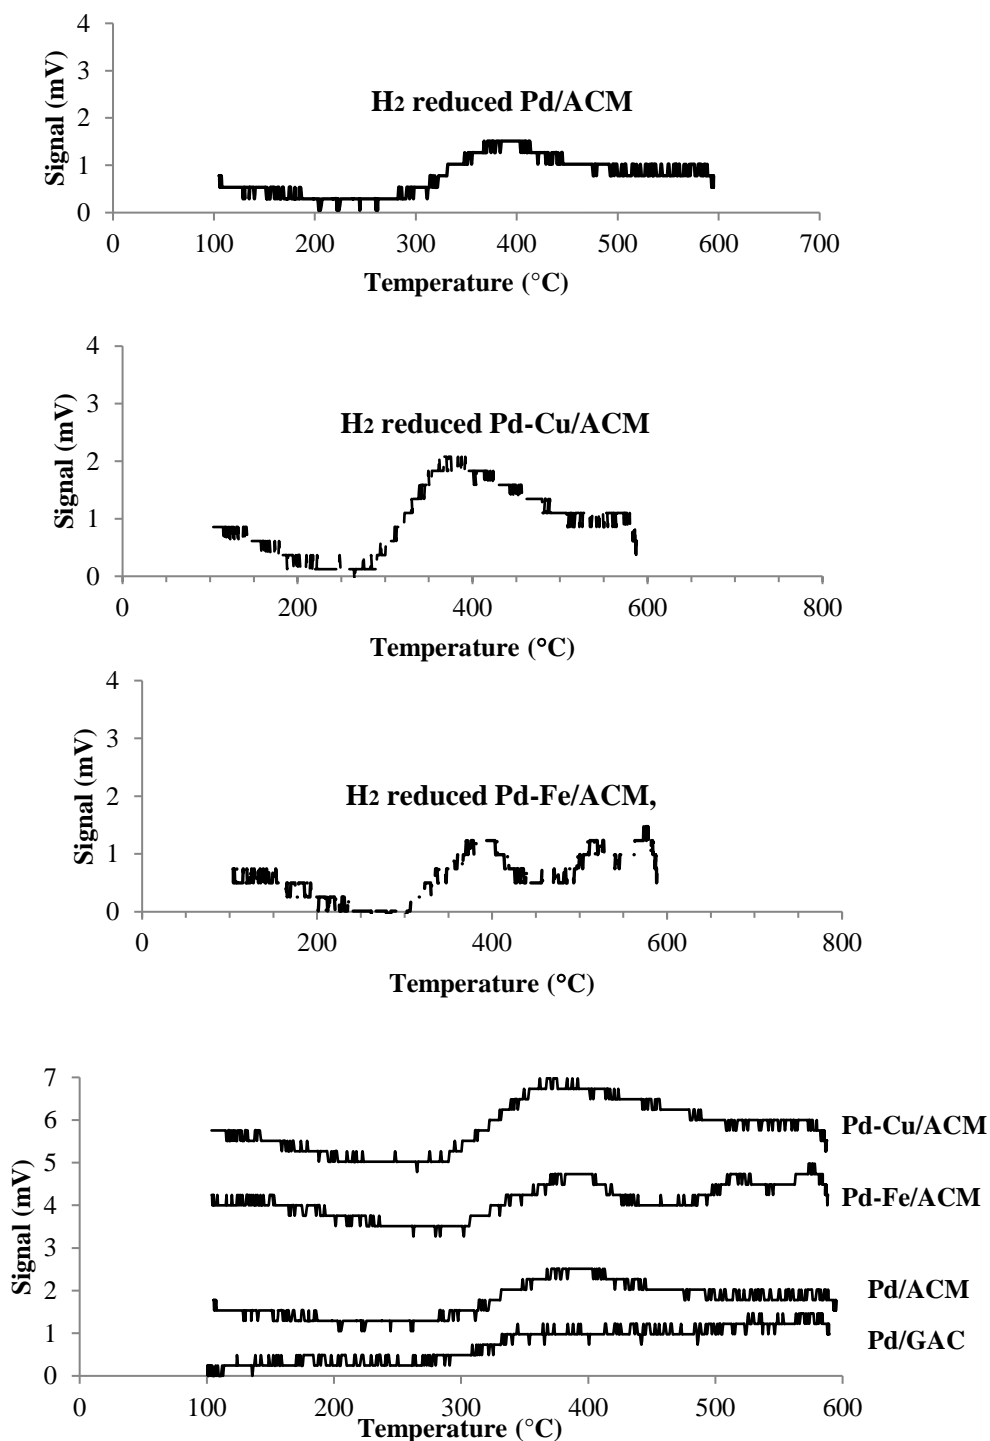 4
3
2
1
0
Signal (mV)
H2 reduced Pd/ACM
0 100 200 300 400 500 600 700
Temperature (°C)
4
3
2
1
0
Signal (mV)
H2 reduced Pd-Cu/ACM
0 200 400 600 800
Temperature (°C)
4
3
2
1
0
Signal (mV)
H2 reduced Pd-Fe/ACM,
0 200 400 600 800
Temperature (°C)
7
6
5
4
3
2
1
0
Signal (mV)
Pd-Cu/ACM
Pd-Fe/ACM
Pd/ACM
Pd/GAC
0 100 200 300 400 500 600
Temperature (°C)